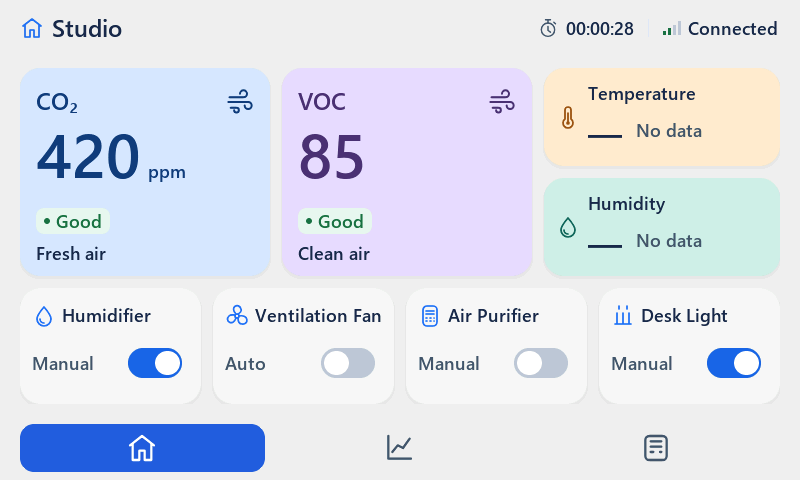 Studio
00:00:28
Connected
CO₂
420 ppm
• Good
Fresh air
VOC
85
• Good
Clean air
Temperature
— No data
Humidity
— No data
Humidifier
Manual
Ventilation Fan
Auto
Air Purifier
Manual
Desk Light
Manual